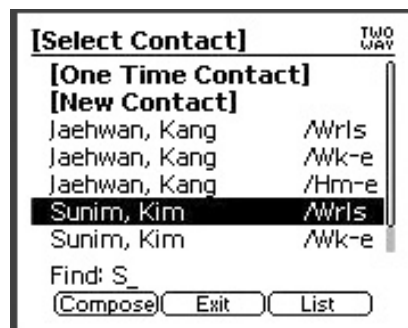 [Select Contact] TWO WAY
[One Time Contact]
[New Contact]
Jaehwan, Kang /Wrls
Jaehwan, Kang /Wk-e
Jaehwan, Kang /Hm-e
Sunim, Kim /Wrls
Sunim, Kim /Wk-e
Find: S_
Compose Exit List